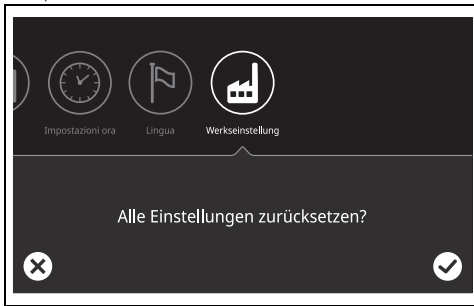 Impostazioni ora
Lingua
Werkseinstellung
Alle Einstellungen zurücksetzen?